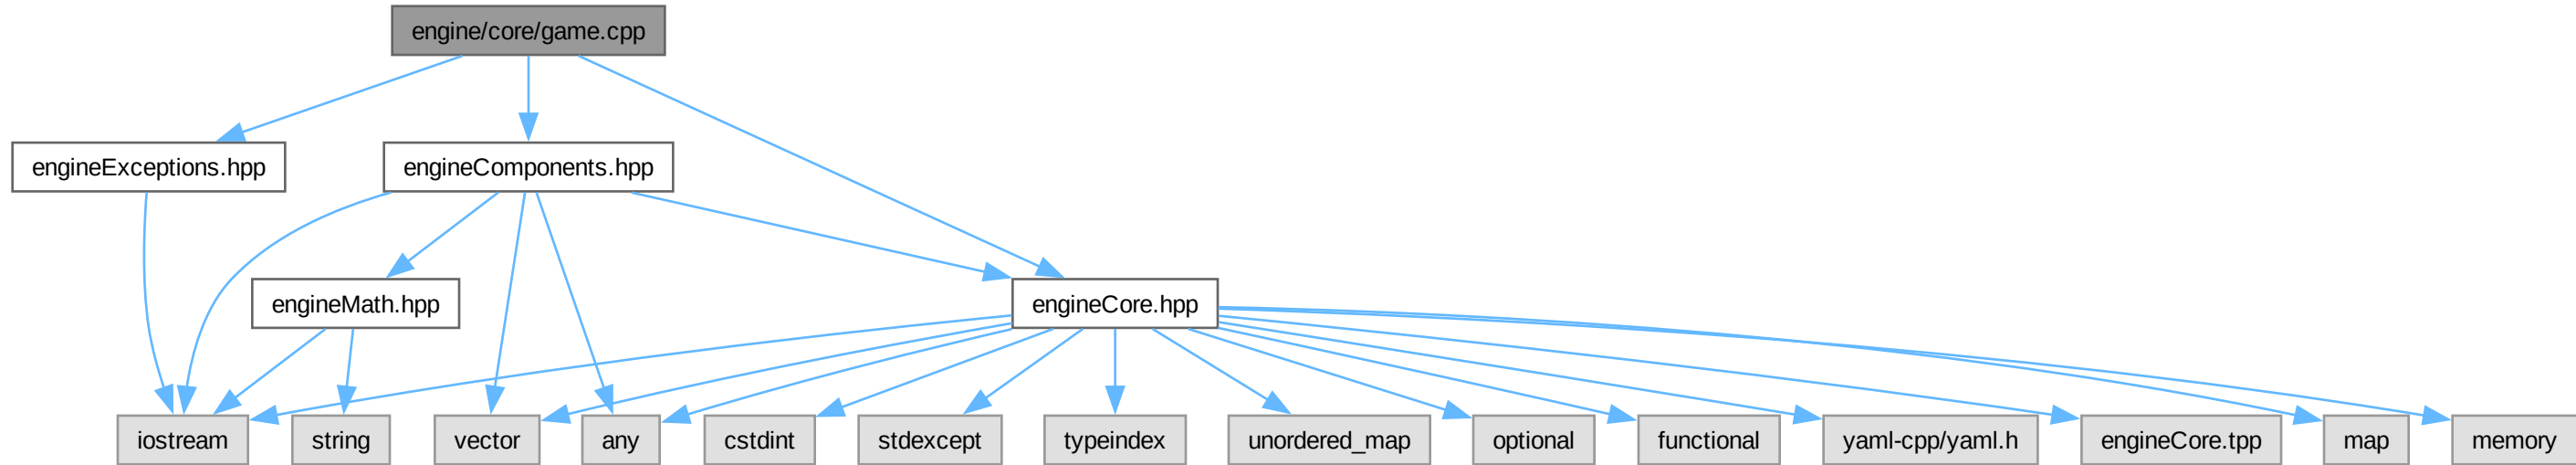 engine/core/game.cpp
engineExceptions.hpp
engineComponents.hpp
engineMath.hpp
engineCore.hpp
iostream
string
vector
any
cstdint
stdexcept
typeindex
unordered_map
optional
functional
yaml-cpp/yaml.h
engineCore.tpp
map
memory